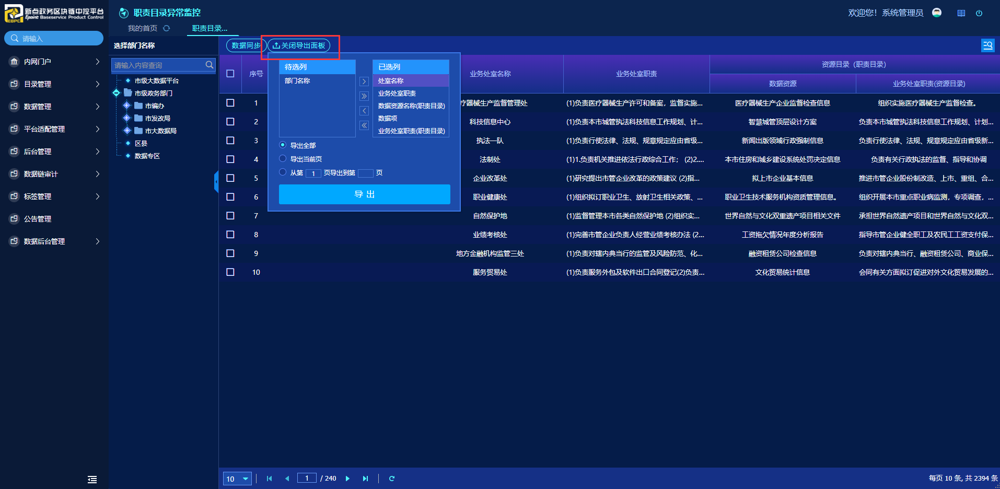 新点政务区块链中控平台
Epoint Baseservice Product Control
EBPC
职责目录异常监控
欢迎您！系统管理员
我的首页
职责目录...
请输入
内网门户
目录管理
数据管理
平台适配管理
后台管理
数据链审计
标签管理
公告管理
数据后台管理
选择部门名称
请输入内容查询
市级大数据平台
市级政务部门
市编办
市发改局
市大数据局
区县
数据专区
数据同步
关闭导出面板
待选列
部门名称
已选列
处室名称
业务处室职责
数据资源名称(职责目录)
数据项
业务处室职责(职责目录)
导出全部
导出当前页
从第 1 页导出到第 页
导 出
序号 业务处室名称 业务处室职责 资源目录（职责目录）
数据资源 业务处室职责(资源目录)
1 疗器械生产监督管理处 (1)负责医疗器械生产许可和备案，监督实施... 医疗器械生产企业监督检查信息 组织实施医疗器械生产监督检查。
2 科技信息中心 (1)负责本市城管执法科技信息工作规划、计... 智慧城管顶层设计方案 负责本市城管执法科技信息工作规划、计划...
3 执法一队 (1)负责行使法律、法规、规章规定应由省级... 新闻出版领域行政强制信息 负责行使法律、法规、规章规定应由省级新...
4 法制处 (1)1.负责机关推进依法行政综合工作； (2)2.... 本市住房和城乡建设系统处罚决定信息 负责有关行政执法的监督、指导和协调
5 企业改革处 (1)研究提出市管企业改革的政策建议 (2)指... 拟上市企业基本信息 推进市管企业股份制改造、上市、重组、合...
6 职业健康处 (1)组织拟订职业卫生、放射卫生相关政策、... 职业卫生技术服务机构资质管理信息。 组织开展本市重点职业病监测，专项调查，...
7 自然保护地 (1)监督管理本市各类自然保护地 (2)组织实... 世界自然与文化双重遗产项目相关文件 承担世界自然遗产项目和世界自然与文化双...
8 业绩考核处 (1)完善市管企业负责人经营业绩考核办法 (2... 工资拖欠情况年度分析报告 指导市管企业健全职工及农民工工资支付保...
9 地方金融机构监管三处 (1)负责对辖内典当行的监管及风险防范、化... 融资租赁公司检查信息 负责对辖内典当行、融资租赁公司、商业保...
10 服务贸易处 (1)负责服务外包及软件出口合同登记(2)负责... 文化贸易统计信息 会同有关方面拟订促进对外文化贸易发展的...
10 1 / 240 每页 10 条, 共 2394 条